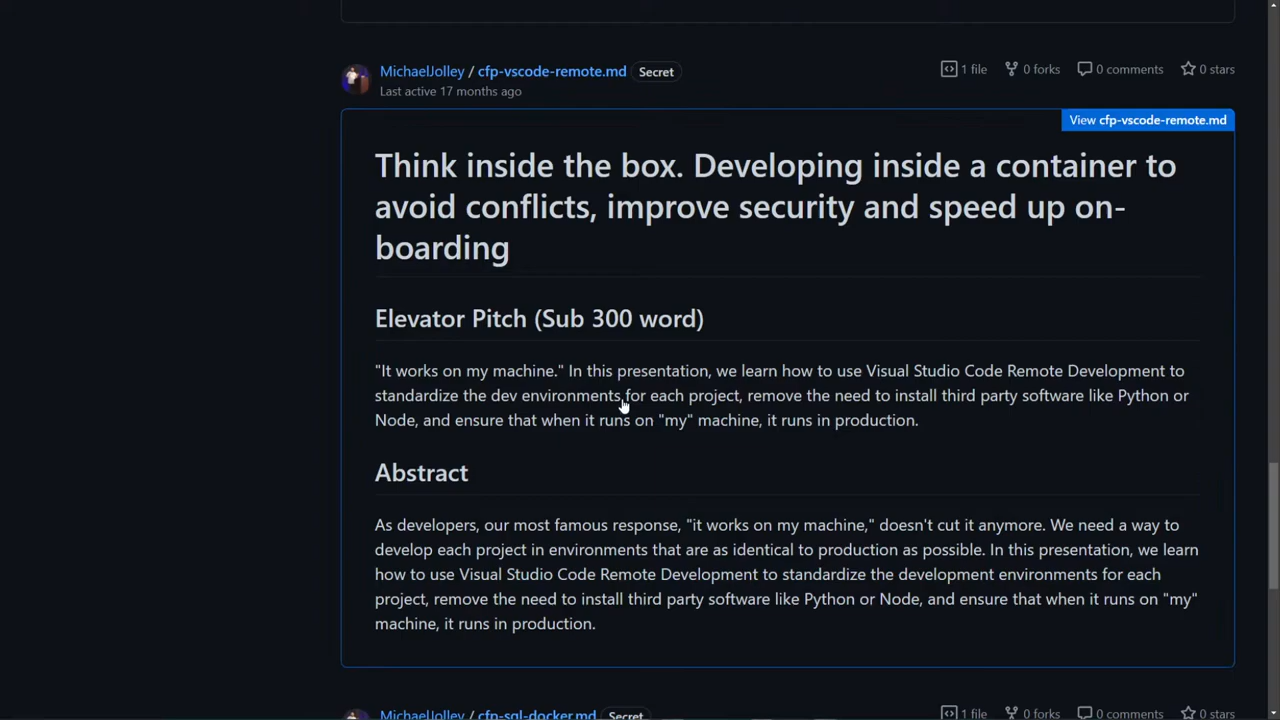 MichaelJolley / cfp-vscode-remote.md Secret
1 file 0 forks 0 comments 0 stars
Last active 17 months ago
View cfp-vscode-remote.md
Think inside the box. Developing inside a container to
avoid conflicts, improve security and speed up on-
boarding
Elevator Pitch (Sub 300 word)
"It works on my machine." In this presentation, we learn how to use Visual Studio Code Remote Development to
standardize the dev environments for each project, remove the need to install third party software like Python or
Node, and ensure that when it runs on "my" machine, it runs in production.
Abstract
As developers, our most famous response, "it works on my machine," doesn't cut it anymore. We need a way to
develop each project in environments that are as identical to production as possible. In this presentation, we learn
how to use Visual Studio Code Remote Development to standardize the development environments for each
project, remove the need to install third party software like Python or Node, and ensure that when it runs on "my"
machine, it runs in production.
MichaelJolley / cfp-sql-docker.md Secret
1 file 0 forks 0 comments 0 stars